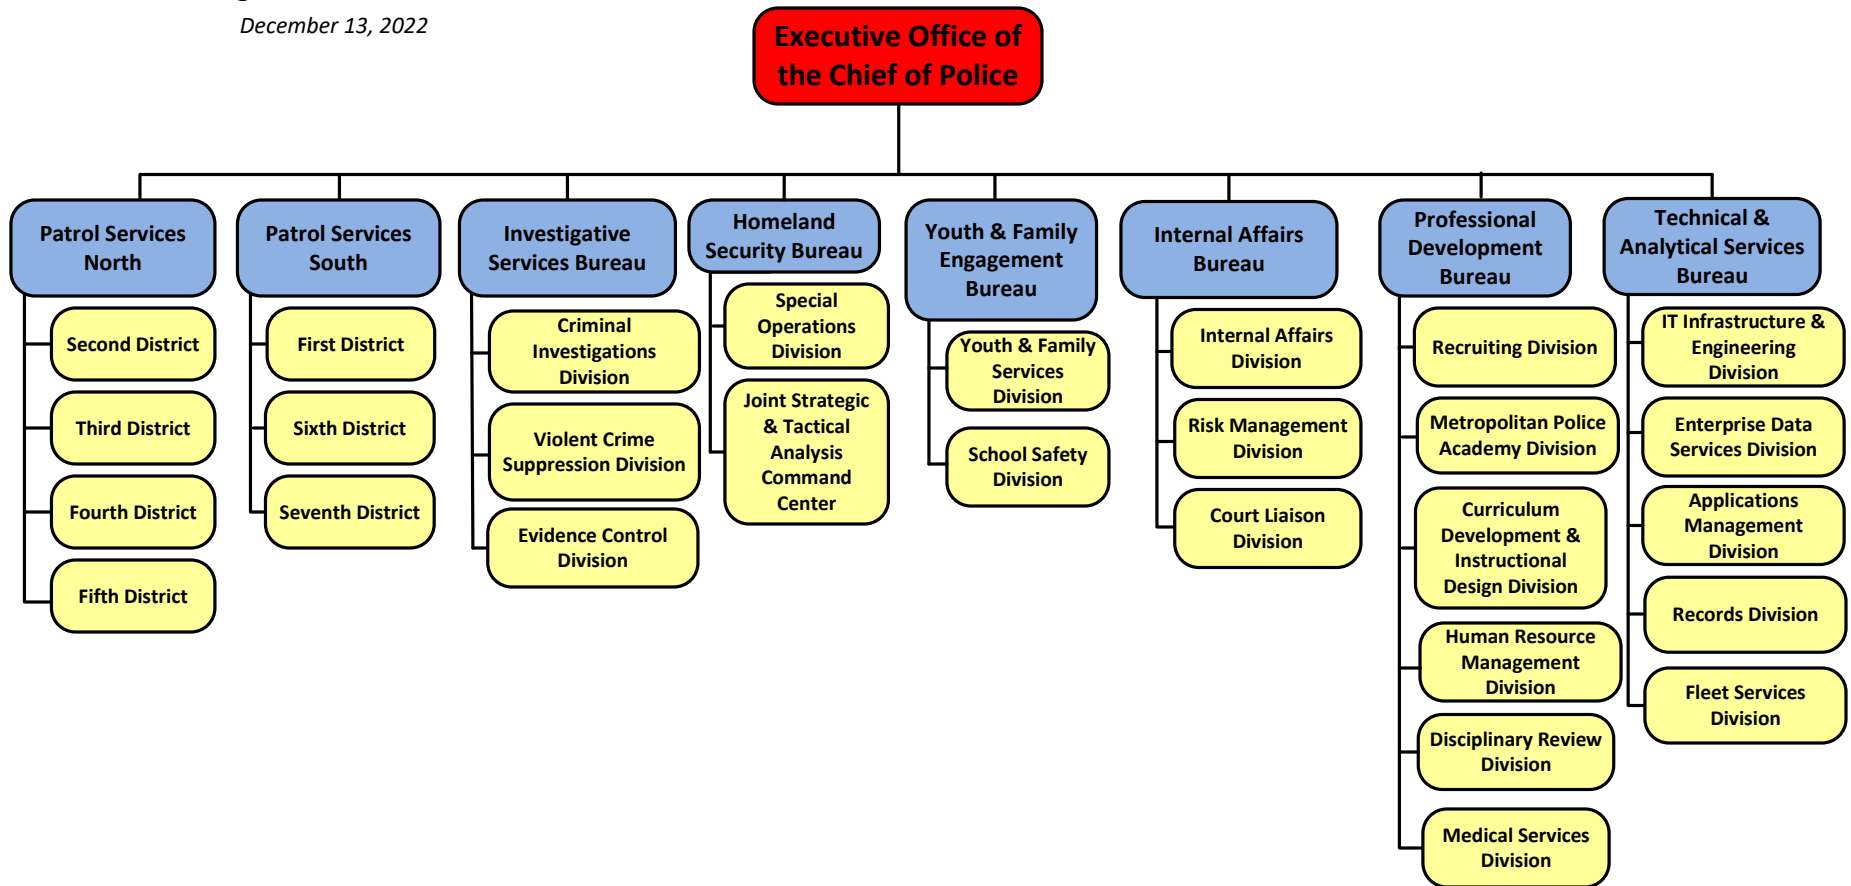 December 13, 2022
Executive Office of
the Chief of Police
Patrol Services
North
Second District
Third District
Fourth District
Fifth District
Patrol Services
South
First District
Sixth District
Seventh District
Investigative
Services Bureau
Criminal
Investigations
Division
Violent Crime
Suppression Division
Evidence Control
Division
Homeland
Security Bureau
Special
Operations
Division
Joint Strategic
& Tactical
Analysis
Command
Center
Youth & Family
Engagement
Bureau
Youth & Family
Services
Division
School Safety
Division
Internal Affairs
Bureau
Internal Affairs
Division
Risk Management
Division
Court Liaison
Division
Professional
Development
Bureau
Recruiting Division
Metropolitan Police
Academy Division
Curriculum
Development &
Instructional
Design Division
Human Resource
Management
Division
Disciplinary Review
Division
Medical Services
Division
Technical &
Analytical Services
Bureau
IT Infrastructure &
Engineering
Division
Enterprise Data
Services Division
Applications
Management
Division
Records Division
Fleet Services
Division